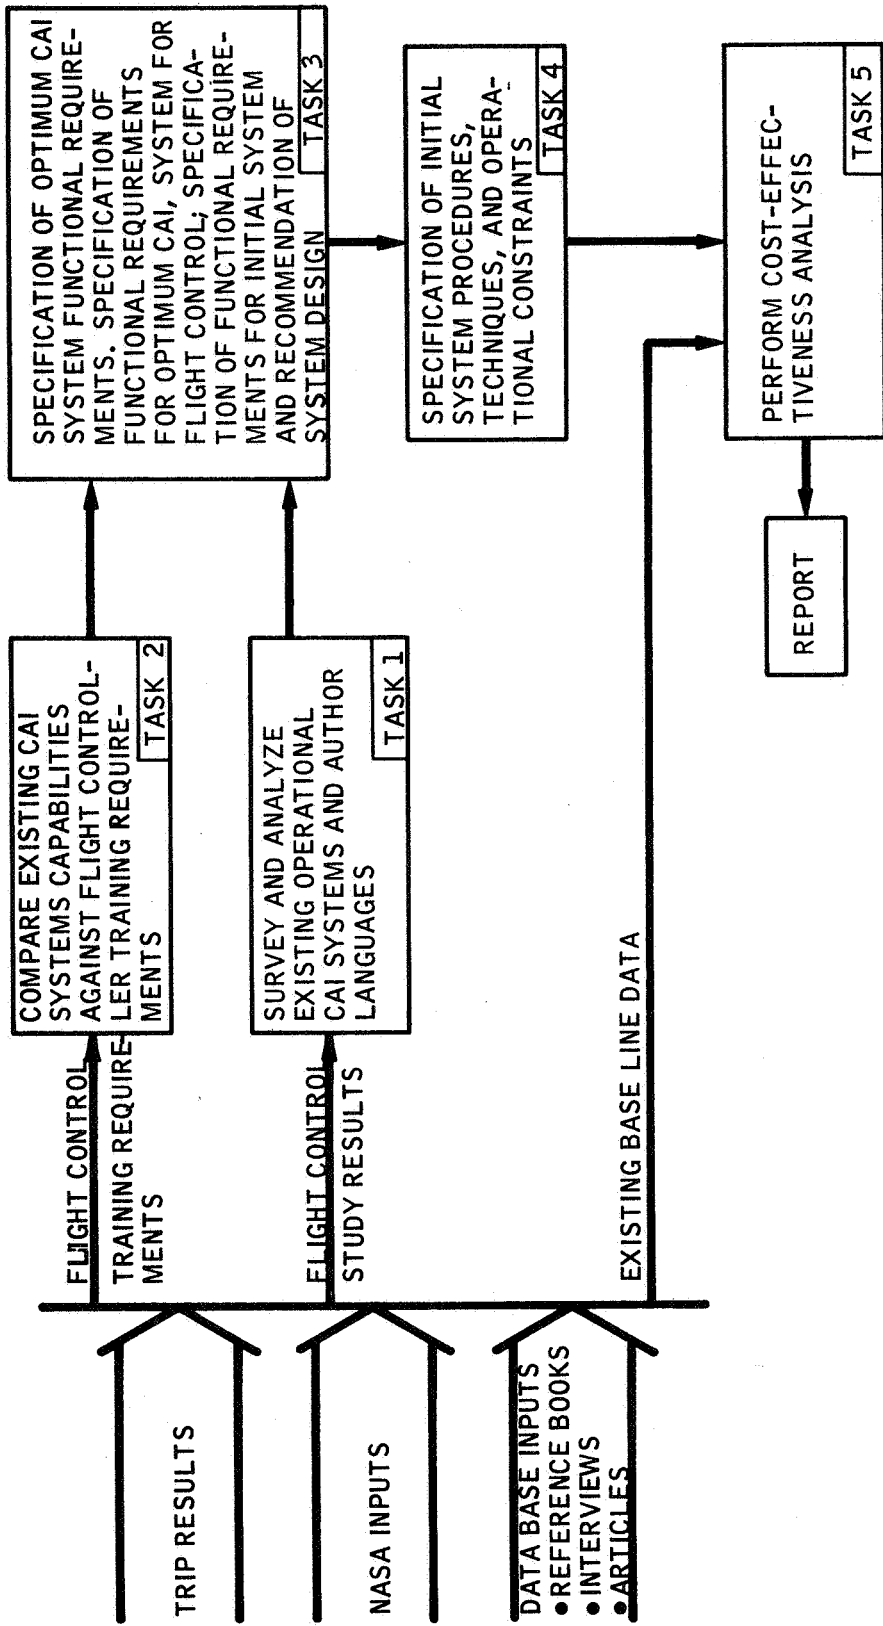 TRIP RESULTS
NASA INPUTS
DATA BASE INPUTS
• REFERENCE BOOKS
• INTERVIEWS
• ARTICLES
FLIGHT CONTROL
TRAINING REQUIRE-
MENTS
FLIGHT CONTROL
STUDY RESULTS
EXISTING BASE LINE DATA
COMPARE EXISTING CAI
SYSTEMS CAPABILITIES
AGAINST FLIGHT CONTROL-
LER TRAINING REQUIRE-
MENTS
TASK 2
SURVEY AND ANALYZE
EXISTING OPERATIONAL
CAI SYSTEMS AND AUTHOR
LANGUAGES
TASK 1
SPECIFICATION OF OPTIMUM CAI
SYSTEM FUNCTIONAL REQUIRE-
MENTS. SPECIFICATION OF
FUNCTIONAL REQUIREMENTS
FOR OPTIMUM CAI, SYSTEM FOR
FLIGHT CONTROL; SPECIFICA-
TION OF FUNCTIONAL REQUIRE-
MENTS FOR INITIAL SYSTEM
AND RECOMMENDATION OF
SYSTEM DESIGN
TASK 3
SPECIFICATION OF INITIAL
SYSTEM PROCEDURES,
TECHNIQUES, AND OPERA-
TIONAL CONSTRAINTS
TASK 4
PERFORM COST-EFFEC-
TIVENESS ANALYSIS
TASK 5
REPORT